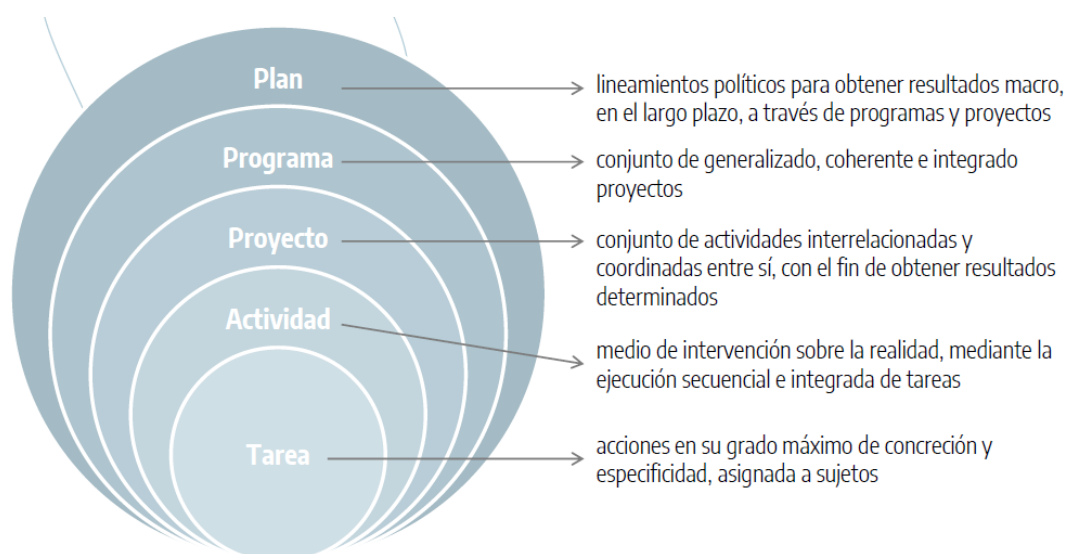 Plan
lineamientos políticos para obtener resultados macro,
en el largo plazo, a través de programas y proyectos
Programa
conjunto de generalizado, coherente e integrado
proyectos
Proyecto
conjunto de actividades interrelacionadas y
coordinadas entre sí, con el fin de obtener resultados
determinados
Actividad
medio de intervención sobre la realidad, mediante la
ejecución secuencial e integrada de tareas
Tarea
acciones en su grado máximo de concreción y
especificidad, asignada a sujetos